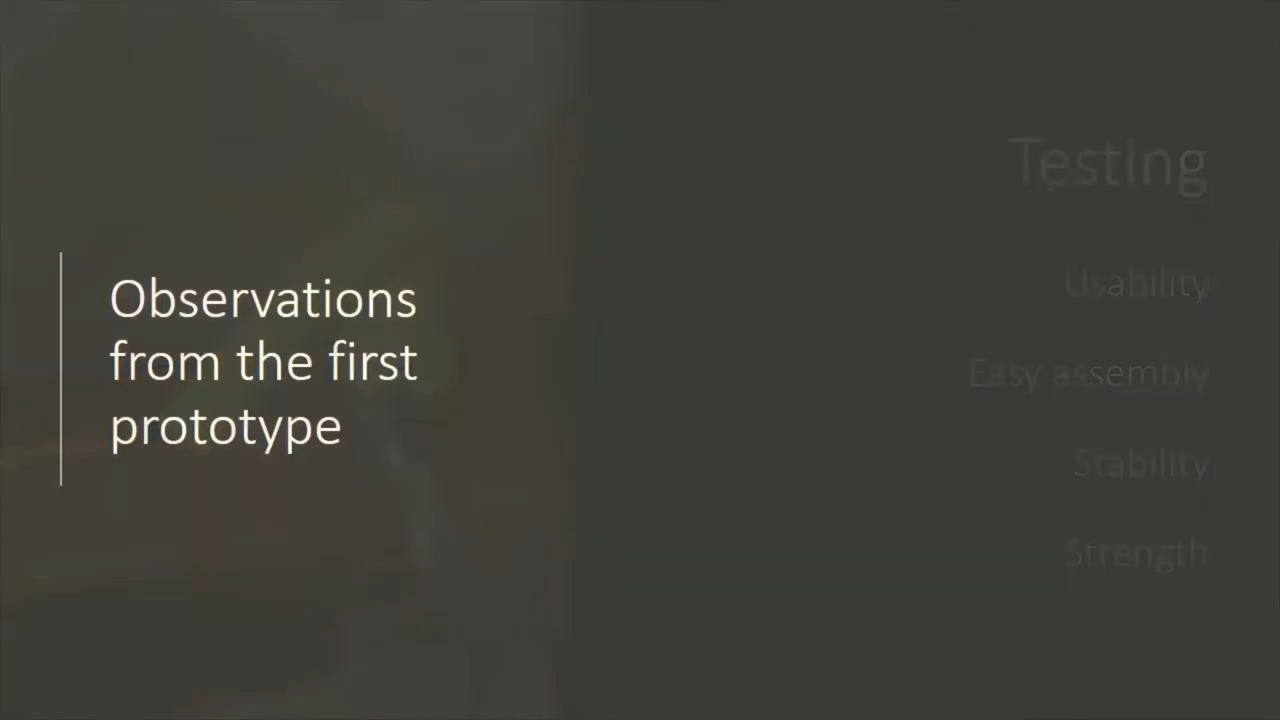 Observations
from the first
prototype
Testing
Usability
Easy assembly
Stability
Strength